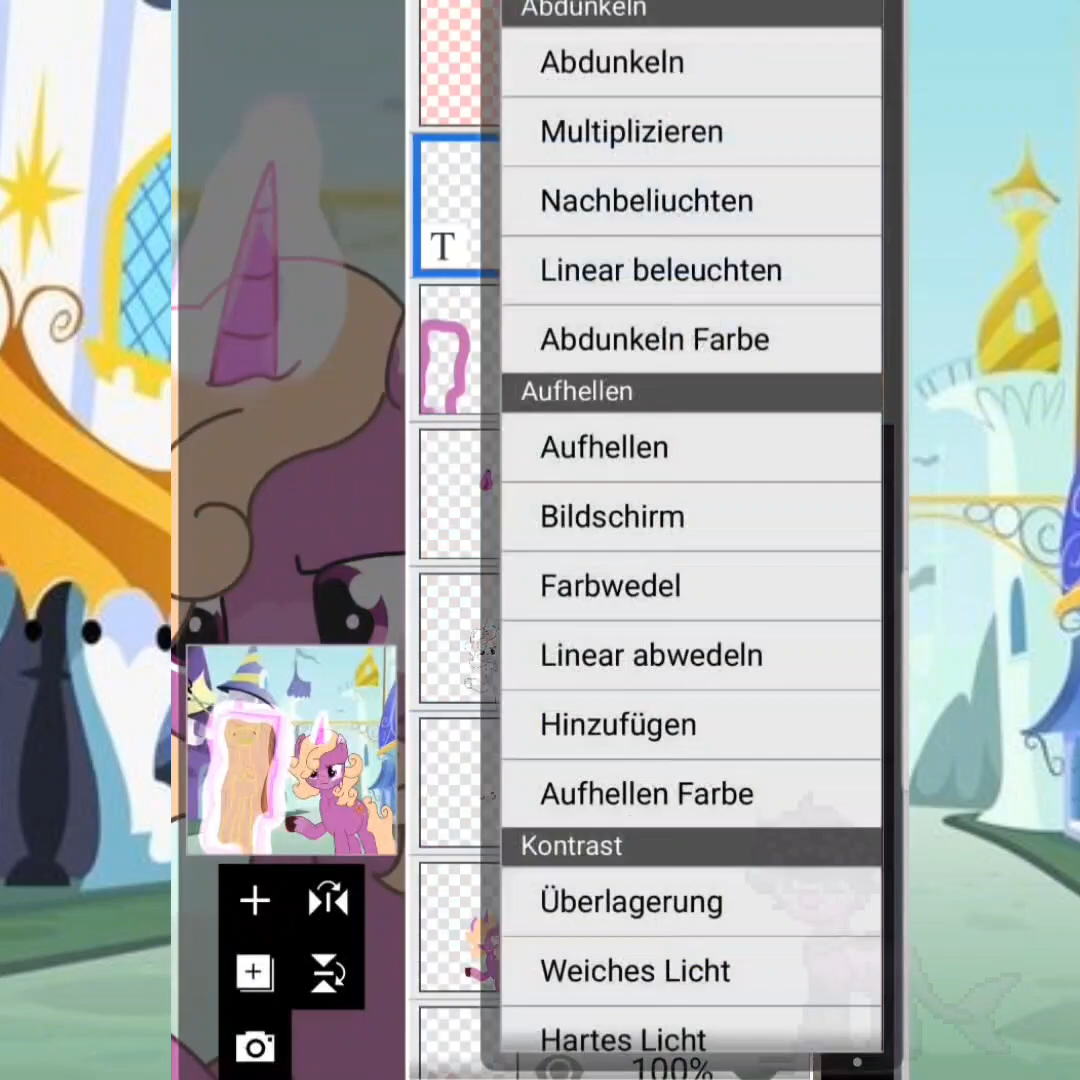 Abdunkeln
Abdunkeln
Multiplizieren
T
Nachbeliuchten
Linear beleuchten
Abdunkeln Farbe
Aufhellen
Aufhellen
Bildschirm
Farbwedel
Linear abwedeln
Hinzufügen
Aufhellen Farbe
Kontrast
Überlagerung
Weiches Licht
Hartes Licht
100%